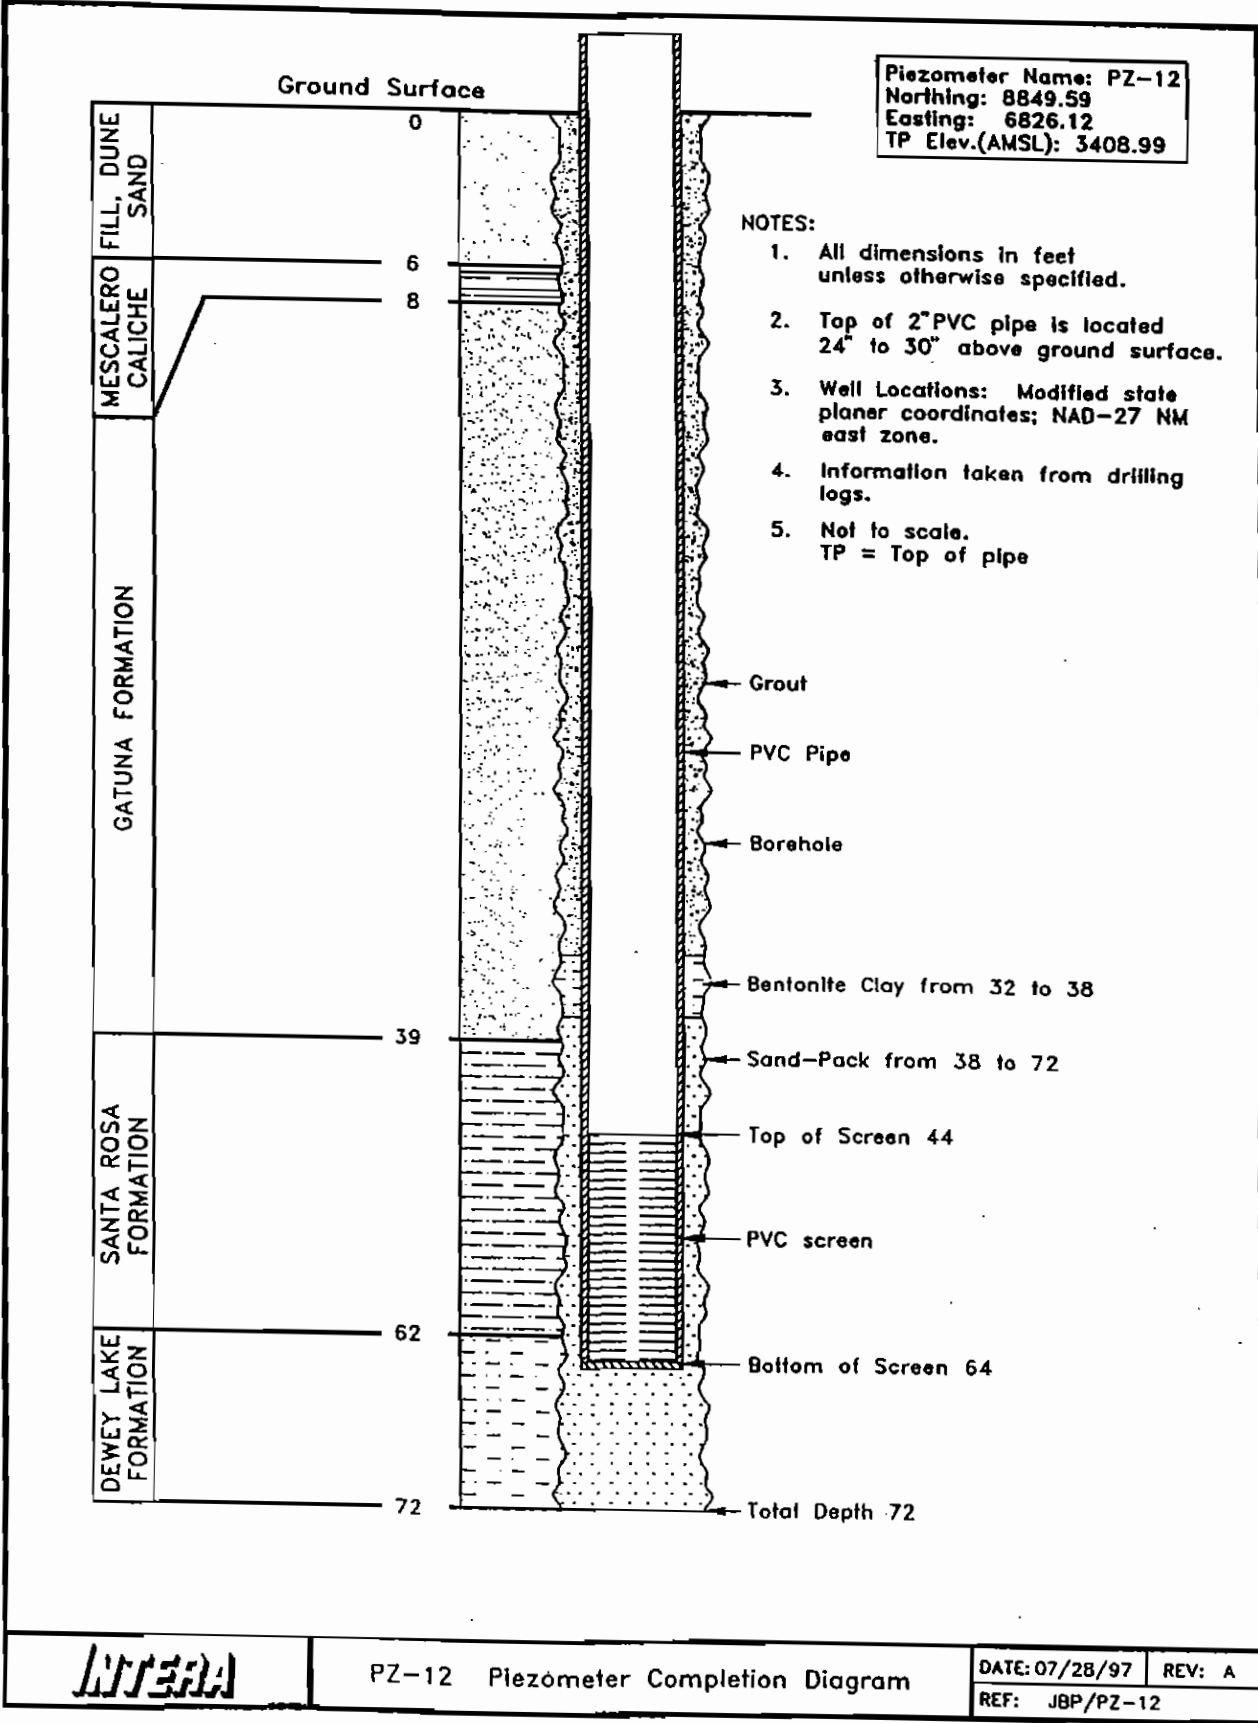 Ground Surface
Piezometer Name: PZ-12
Northing: 8849.59
Easting: 6826.12
TP Elev.(AMSL): 3408.99
FILL, DUNE
SAND
0
NOTES:
1. All dimensions in feet
unless otherwise specified.
2. Top of 2"PVC pipe is located
24" to 30" above ground surface.
3. Well Locations: Modified state
planer coordinates; NAD-27 NM
east zone.
4. Information taken from drilling
logs.
5. Not to scale.
TP = Top of pipe
6
MESCALERO
CALICHE
8
GATUNA FORMATION
Grout
PVC Pipe
Borehole
Bentonite Clay from 32 to 38
39
Sand-Pack from 38 to 72
SANTA ROSA
FORMATION
Top of Screen 44
PVC screen
62
Bottom of Screen 64
DEWEY LAKE
FORMATION
72
Total Depth 72
INTERA
PZ-12 Piezometer Completion Diagram
DATE: 07/28/97
REV: A
REF: JBP/PZ-12